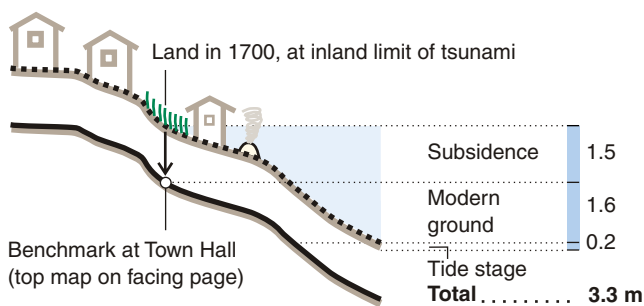 Land in 1700, at inland limit of tsunami
Subsidence 1.5
Modern
ground 1.6
0.2
Tide stage
Total ......... 3.3 m
Benchmark at Town Hall
(top map on facing page)